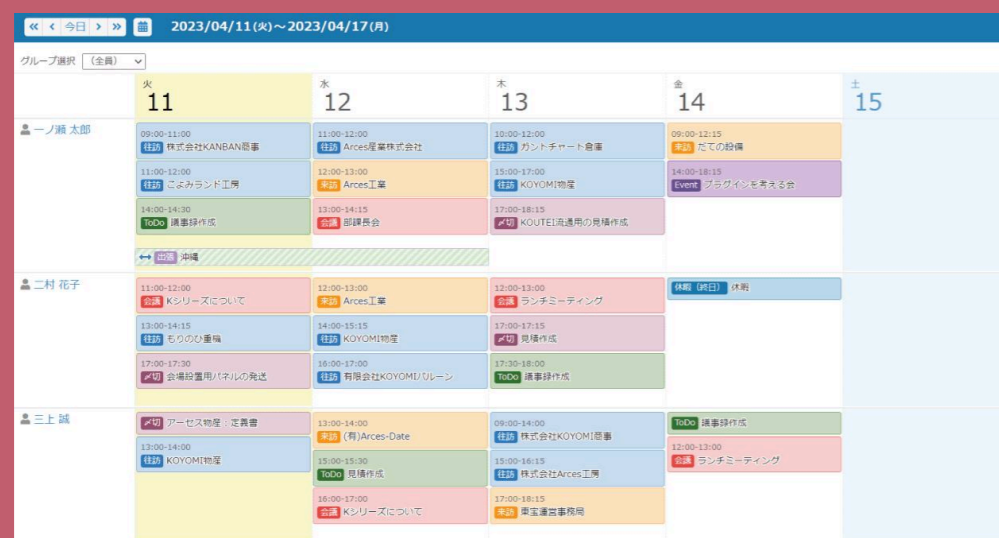 « < 今日 > » 2023/04/11(火)～2023/04/17(月)
グループ選択 (全員)
火 水 木 金 土
11 12 13 14 15
一ノ瀬 太郎
09:00-11:00
往訪 株式会社KANBAN商事
11:00-12:00
往訪 こよみランド工房
14:00-14:30
ToDo 議事録作成
出張 沖縄
11:00-12:00
往訪 Arces産業株式会社
12:00-13:00
来訪 Arces工業
13:00-14:15
会議 部課長会
10:00-12:00
往訪 ガントチャート倉庫
15:00-17:00
往訪 KOYOMI物産
17:00-18:15
〆切 KOUTEI流通用の見積作成
09:00-12:15
来訪 だての設備
14:00-18:15
Event プラグインを考える会
二村 花子
11:00-12:00
会議 Kシリーズについて
13:00-14:15
往訪 もりのひ重機
17:00-17:30
〆切 会場設置用パネルの発送
12:00-13:00
来訪 Arces工業
14:00-15:15
往訪 KOYOMI物産
16:00-17:00
往訪 有限会社KOYOMIバルーン
12:00-13:00
会議 ランチミーティング
17:00-17:15
〆切 見積作成
17:30-18:00
ToDo 議事録作成
休暇（終日） 休暇
三上 誠
〆切 アーセス物産：定義書
13:00-14:00
往訪 KOYOMI物産
13:00-14:00
来訪 (有)Arces-Date
15:00-15:30
ToDo 見積作成
16:00-17:00
会議 Kシリーズについて
09:00-14:00
往訪 株式会社KOYOMI商事
15:00-16:15
往訪 株式会社Arces工房
17:00-18:15
来訪 東宝運営事務局
ToDo 議事録作成
12:00-13:00
会議 ランチミーティング